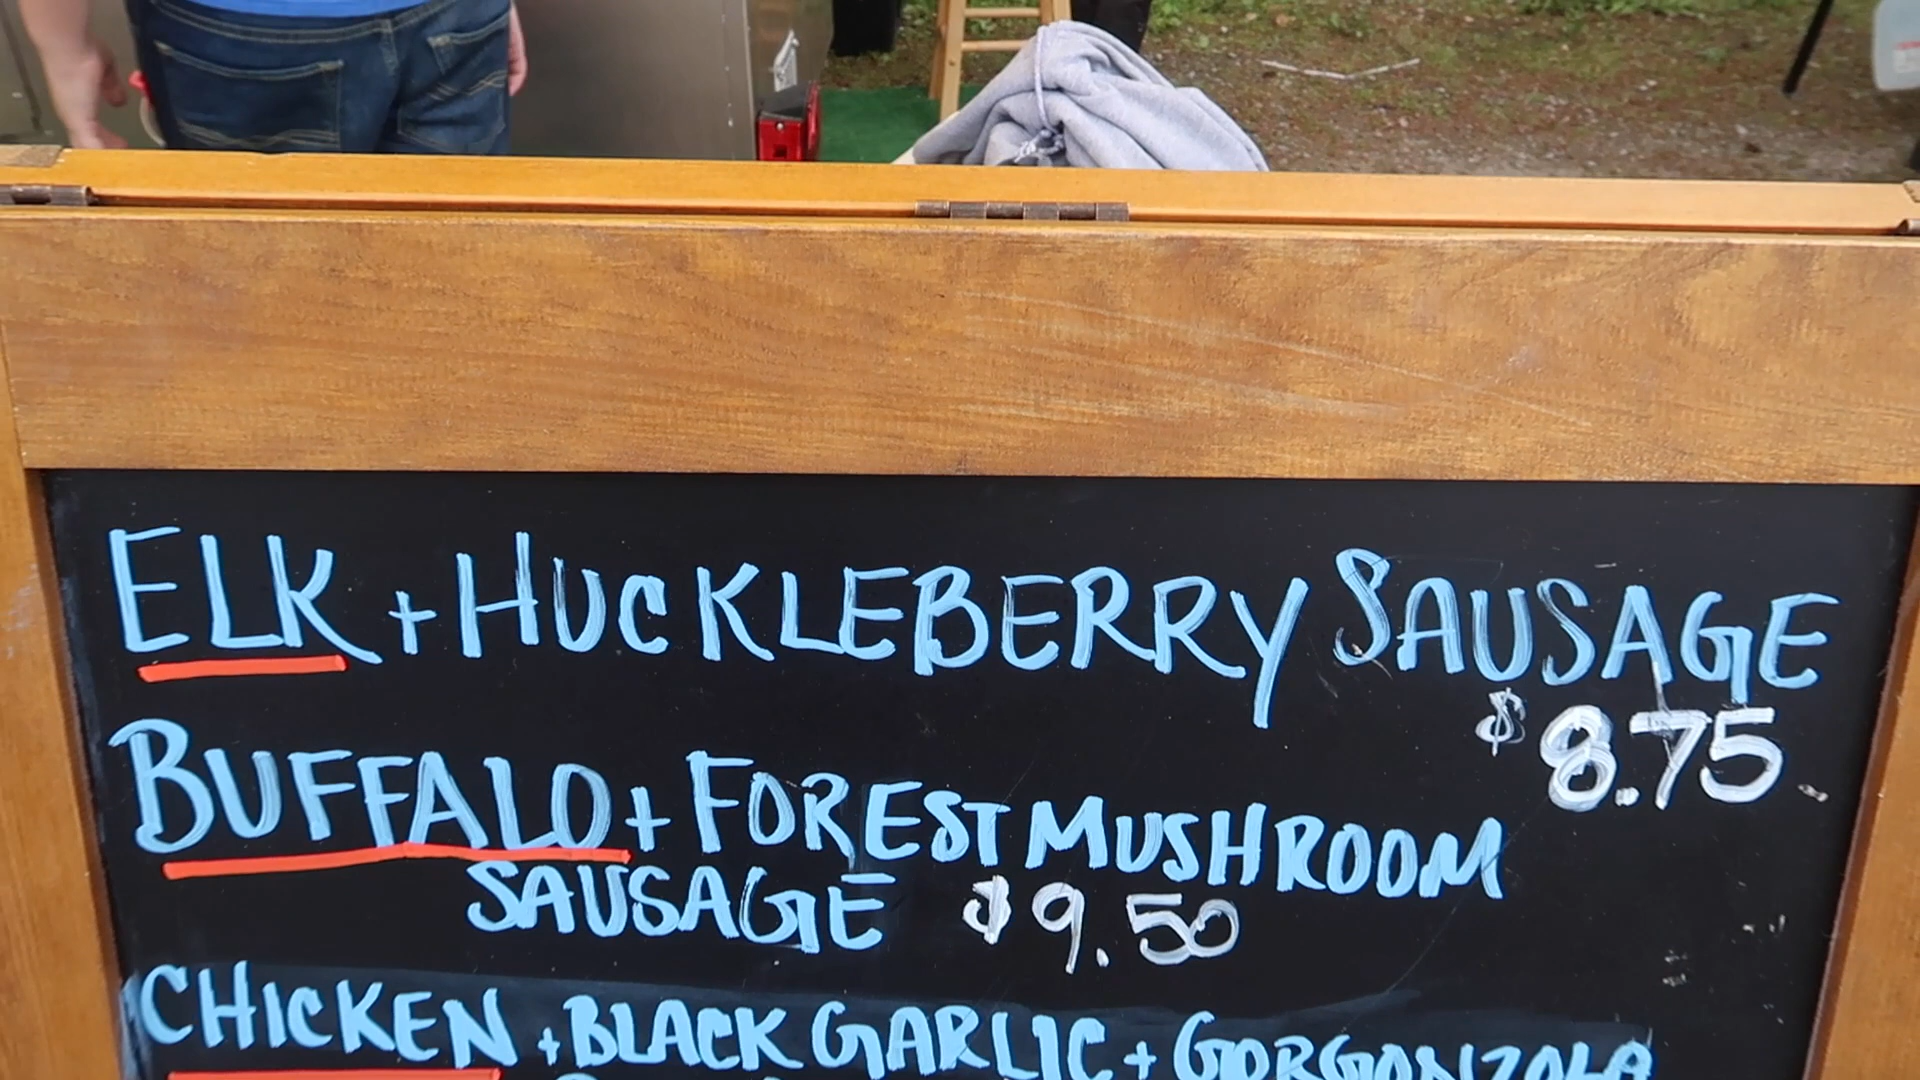 ELK + HUCKLEBERRY SAUSAGE
$8.75
BUFFALO + FOREST MUSHROOM
SAUSAGE $9.50
CHICKEN + BLACK GARLIC + GORGONZOLA